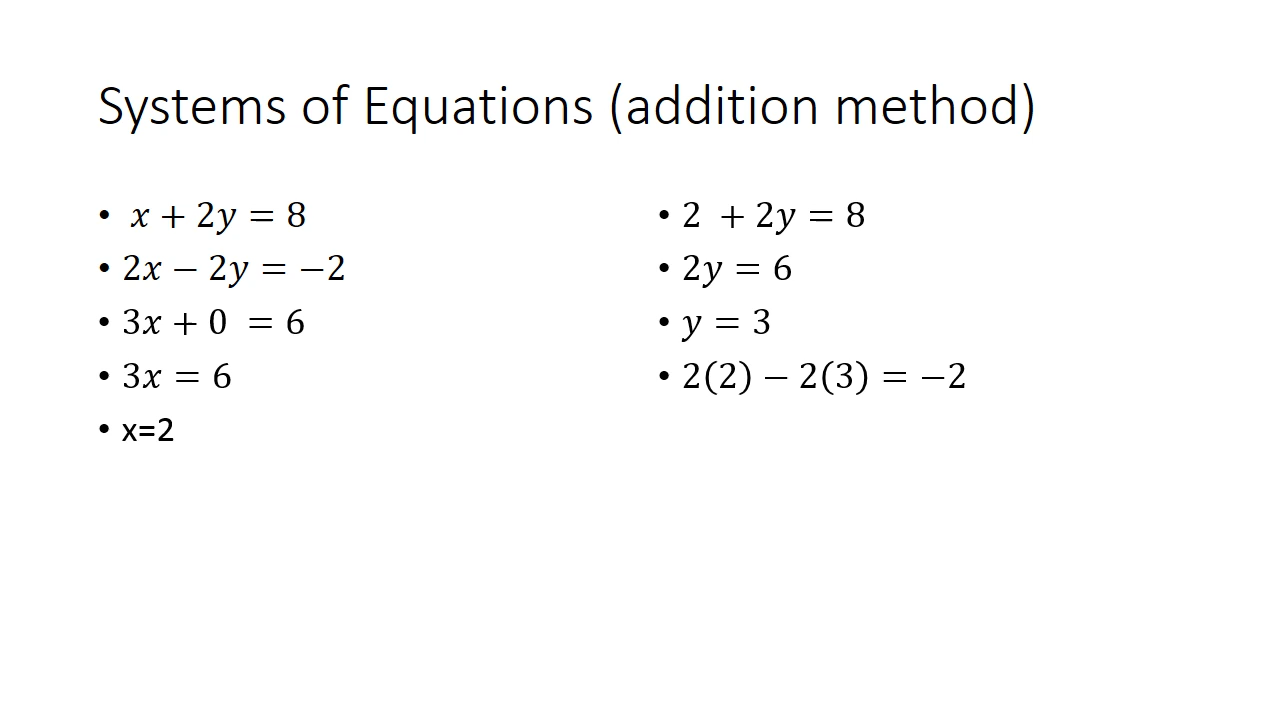 Systems of Equations (addition method)
• x + 2y = 8
• 2x − 2y = −2
• 3x + 0 = 6
• 3x = 6
• x=2
• 2 + 2y = 8
• 2y = 6
• y = 3
• 2(2) − 2(3) = −2